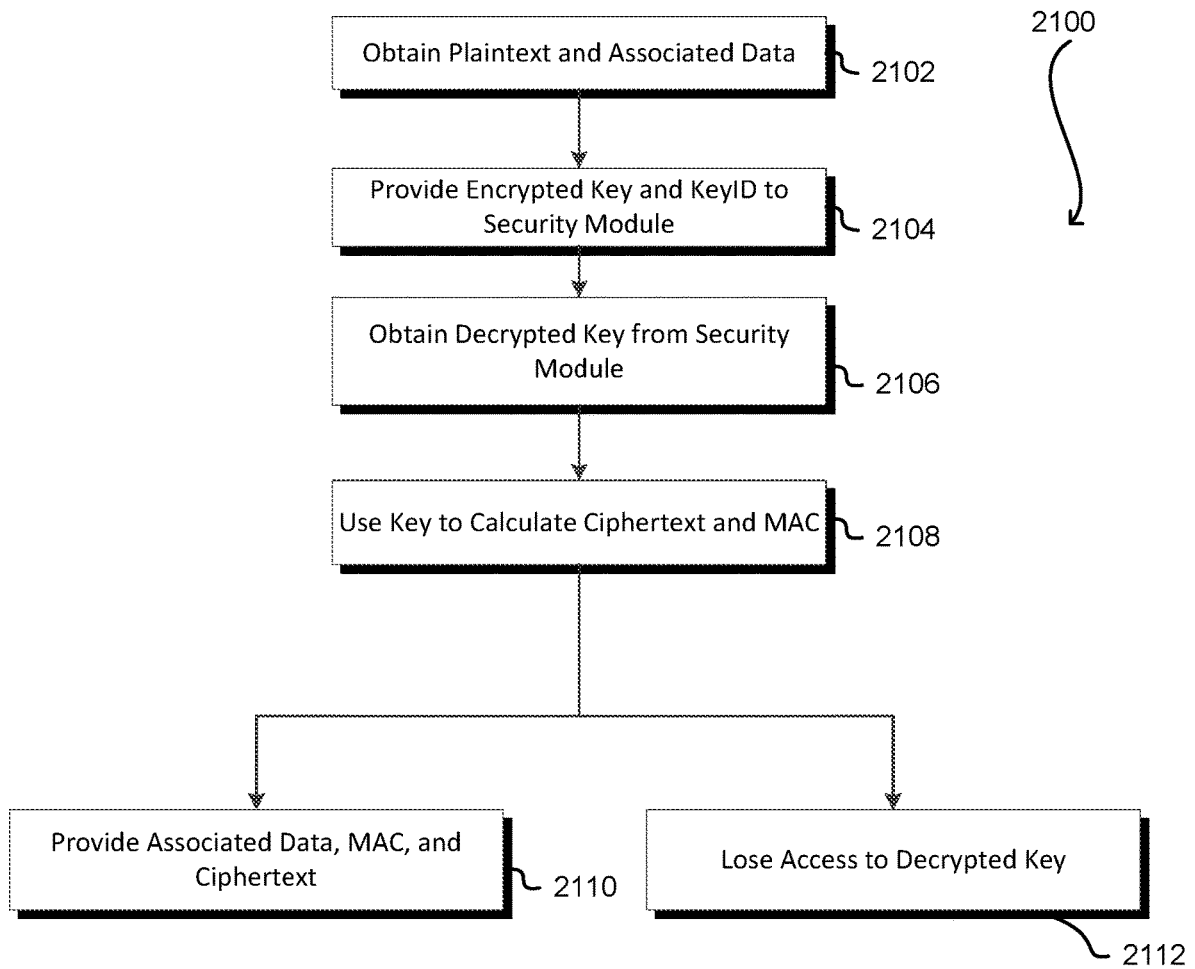 2100
Obtain Plaintext and Associated Data
2102
Provide Encrypted Key and KeyID to
Security Module
2104
Obtain Decrypted Key from Security
Module
2106
Use Key to Calculate Ciphertext and MAC
2108
Provide Associated Data, MAC, and
Ciphertext
2110
Lose Access to Decrypted Key
2112